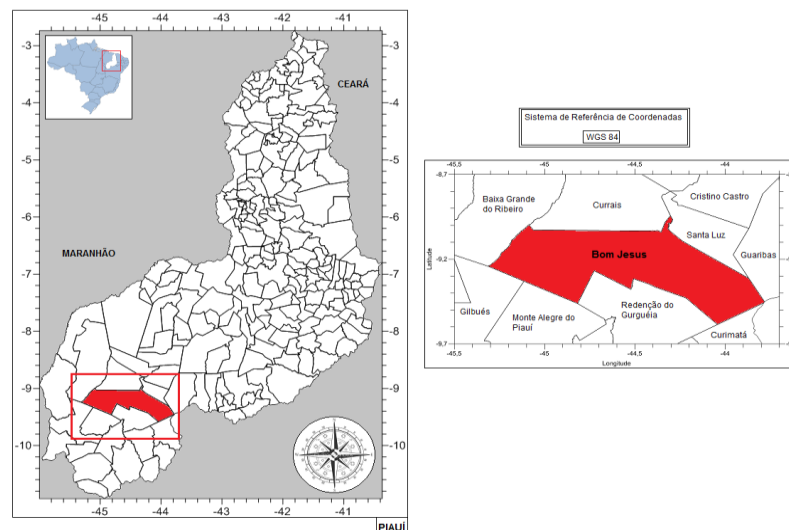 -45 -44 -43 -42 -41
-3
-3
CEARÁ
-4
-4
-5
-5
-6
-6
MARANHÃO
-7
-7
-8
-8
-9
-9
-10
-10
-45 -44 -43 -42 -41
PIAUÍ
Sistema de Referência de Coordenadas
WGS 84
-45,5 -45 -44,5 -44
-8,7
Baixa Grande
do Ribeiro
Currais
Cristino Castro
Santa Luz
Bom Jesus
Guaribas
Latitude
-9,2
Gilbués
Monte Alegre do
Piauí
Redenção do
Gurguéia
Curimatá
-9,7
-45,5 -45 -44,5 -44
Longitude